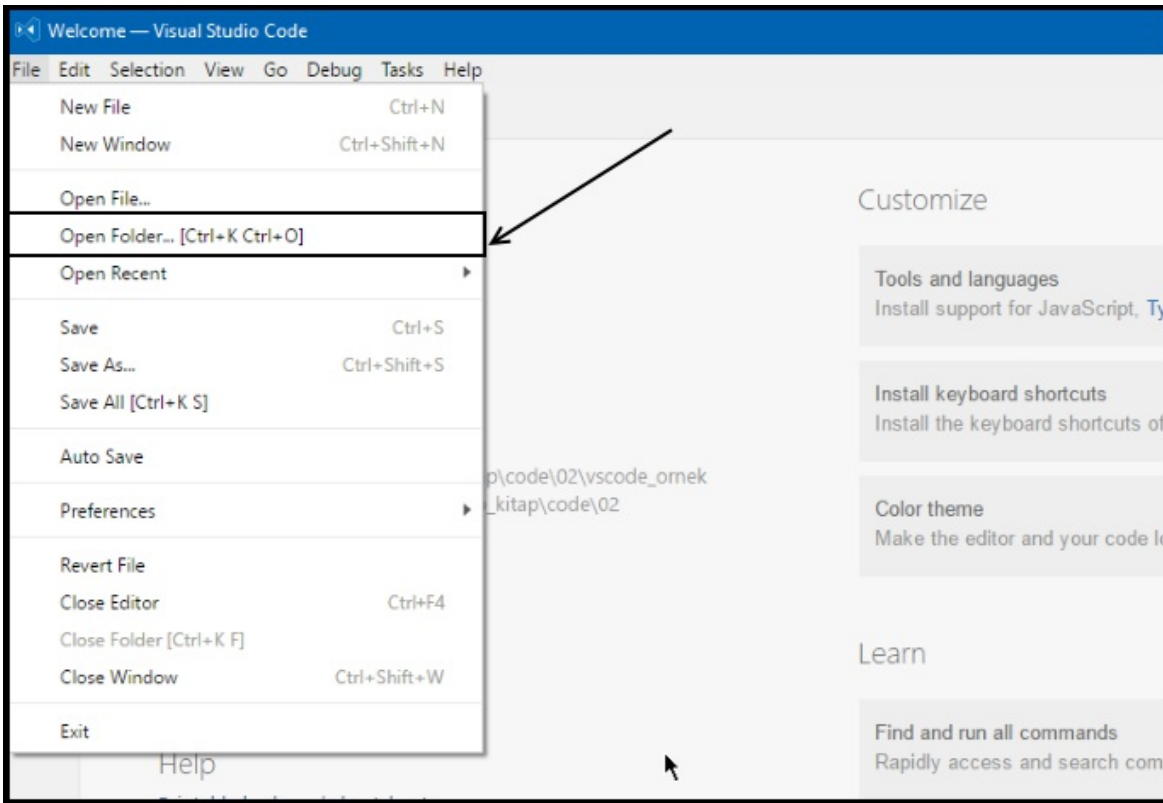 Welcome — Visual Studio Code
File Edit Selection View Go Debug Tasks Help
New File Ctrl+N
New Window Ctrl+Shift+N
Open File...
Open Folder... [Ctrl+K Ctrl+O]
Open Recent
Save Ctrl+S
Save As... Ctrl+Shift+S
Save All [Ctrl+K S]
Auto Save
Preferences
Revert File
Close Editor Ctrl+F4
Close Folder [Ctrl+K F]
Close Window Ctrl+Shift+W
Exit
p\code\02\vscode_ornek
_kitap\code\02
Help
Customize
Tools and languages
Install support for JavaScript, Ty
Install keyboard shortcuts
Install the keyboard shortcuts of
Color theme
Make the editor and your code lo
Learn
Find and run all commands
Rapidly access and search com